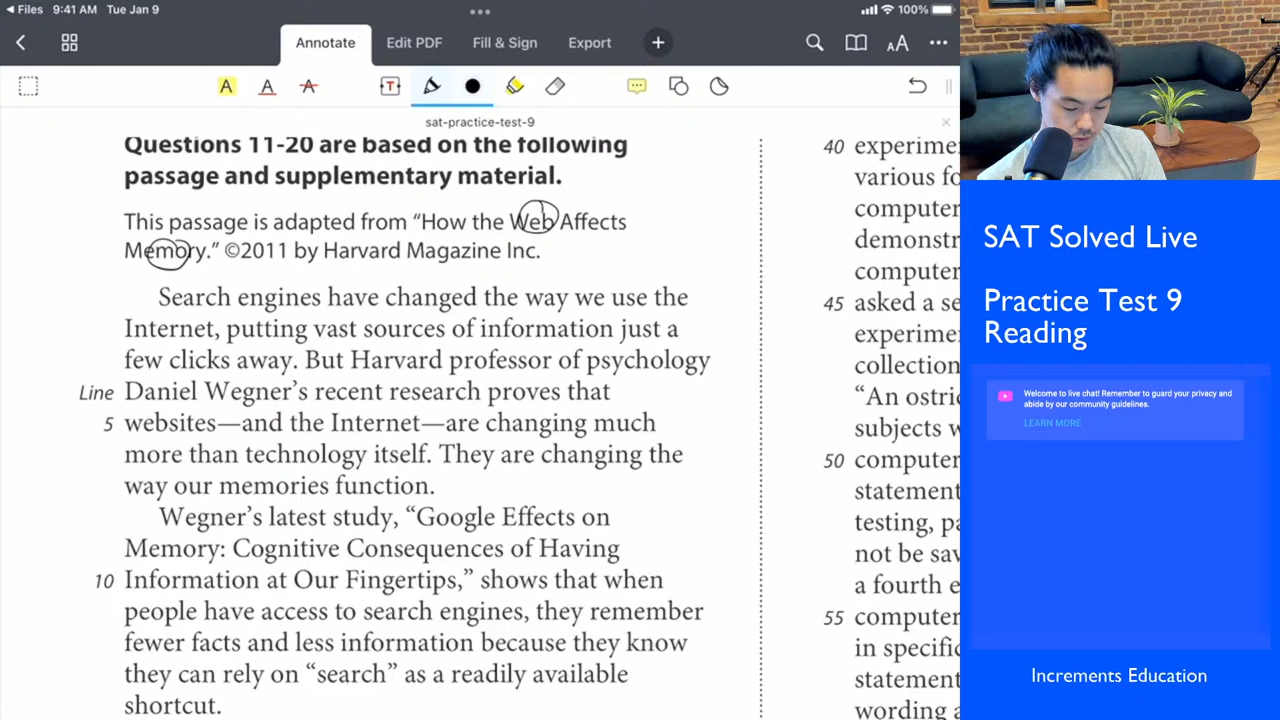 Files 9:41 AM Tue Jan 9 100%
Annotate Edit PDF Fill & Sign Export
sat-practice-test-9
Questions 11-20 are based on the following
passage and supplementary material.
This passage is adapted from “How the Web Affects
Memory.” ©2011 by Harvard Magazine Inc.
Search engines have changed the way we use the
Internet, putting vast sources of information just a
few clicks away. But Harvard professor of psychology
Line Daniel Wegner’s recent research proves that
5 websites—and the Internet—are changing much
more than technology itself. They are changing the
way our memories function.
Wegner’s latest study, “Google Effects on
Memory: Cognitive Consequences of Having
10 Information at Our Fingertips,” shows that when
people have access to search engines, they remember
fewer facts and less information because they know
they can rely on “search” as a readily available
shortcut.
40 experime
various fo
computer
demonstr
computer
45 asked a se
experime
collection
“An ostri
subjects w
50 computer
statement
testing, pa
not be sav
a fourth e
55 computer
in specific
statement
wording a
SAT Solved Live
Practice Test 9
Reading
Welcome to live chat! Remember to guard your privacy and
abide by our community guidelines.
LEARN MORE
Increments Education